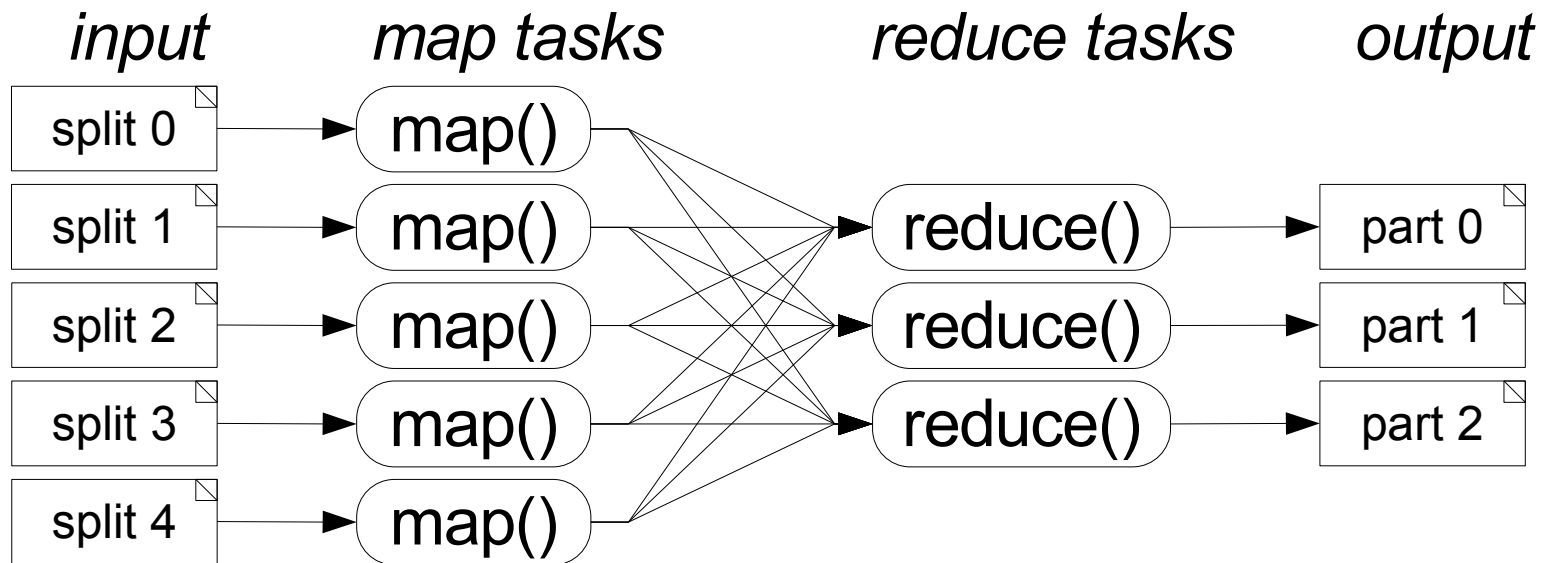 input map tasks reduce tasks output
split 0 map()
split 1 map() reduce() part 0
split 2 map() reduce() part 1
split 3 map() reduce() part 2
split 4 map()